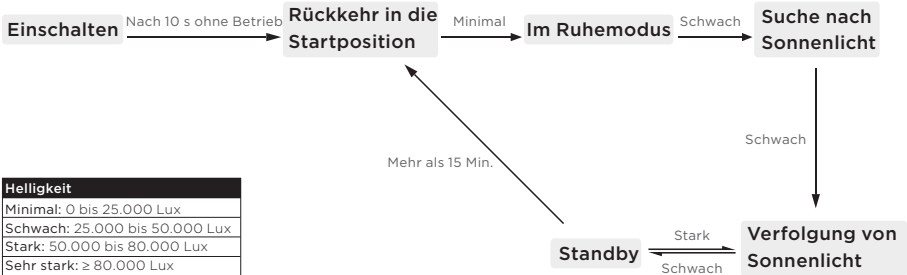 Einschalten
Nach 10 s ohne Betrieb
Rückkehr in die
Startposition
Minimal
Im Ruhemodus
Schwach
Suche nach
Sonnenlicht
Schwach
Mehr als 15 Min.
Helligkeit
Minimal: 0 bis 25.000 Lux
Schwach: 25.000 bis 50.000 Lux
Stark: 50.000 bis 80.000 Lux
Sehr stark: ≥ 80.000 Lux
Standby
Stark
Schwach
Verfolgung von
Sonnenlicht